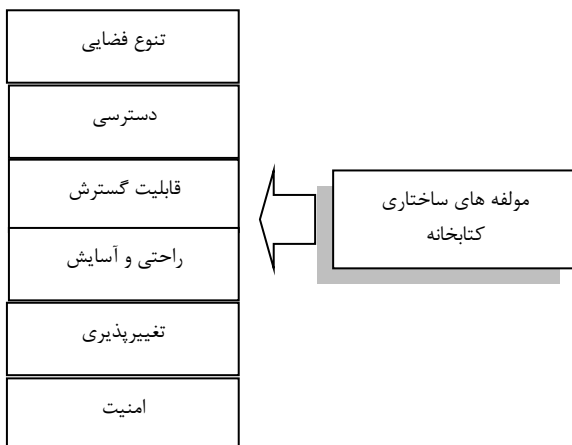 مولفه های ساختاری
کتابخانه
تنوع فضایی
دسترسی
قابلیت گسترش
راحتی و آسایش
تغییرپذیری
امنیت